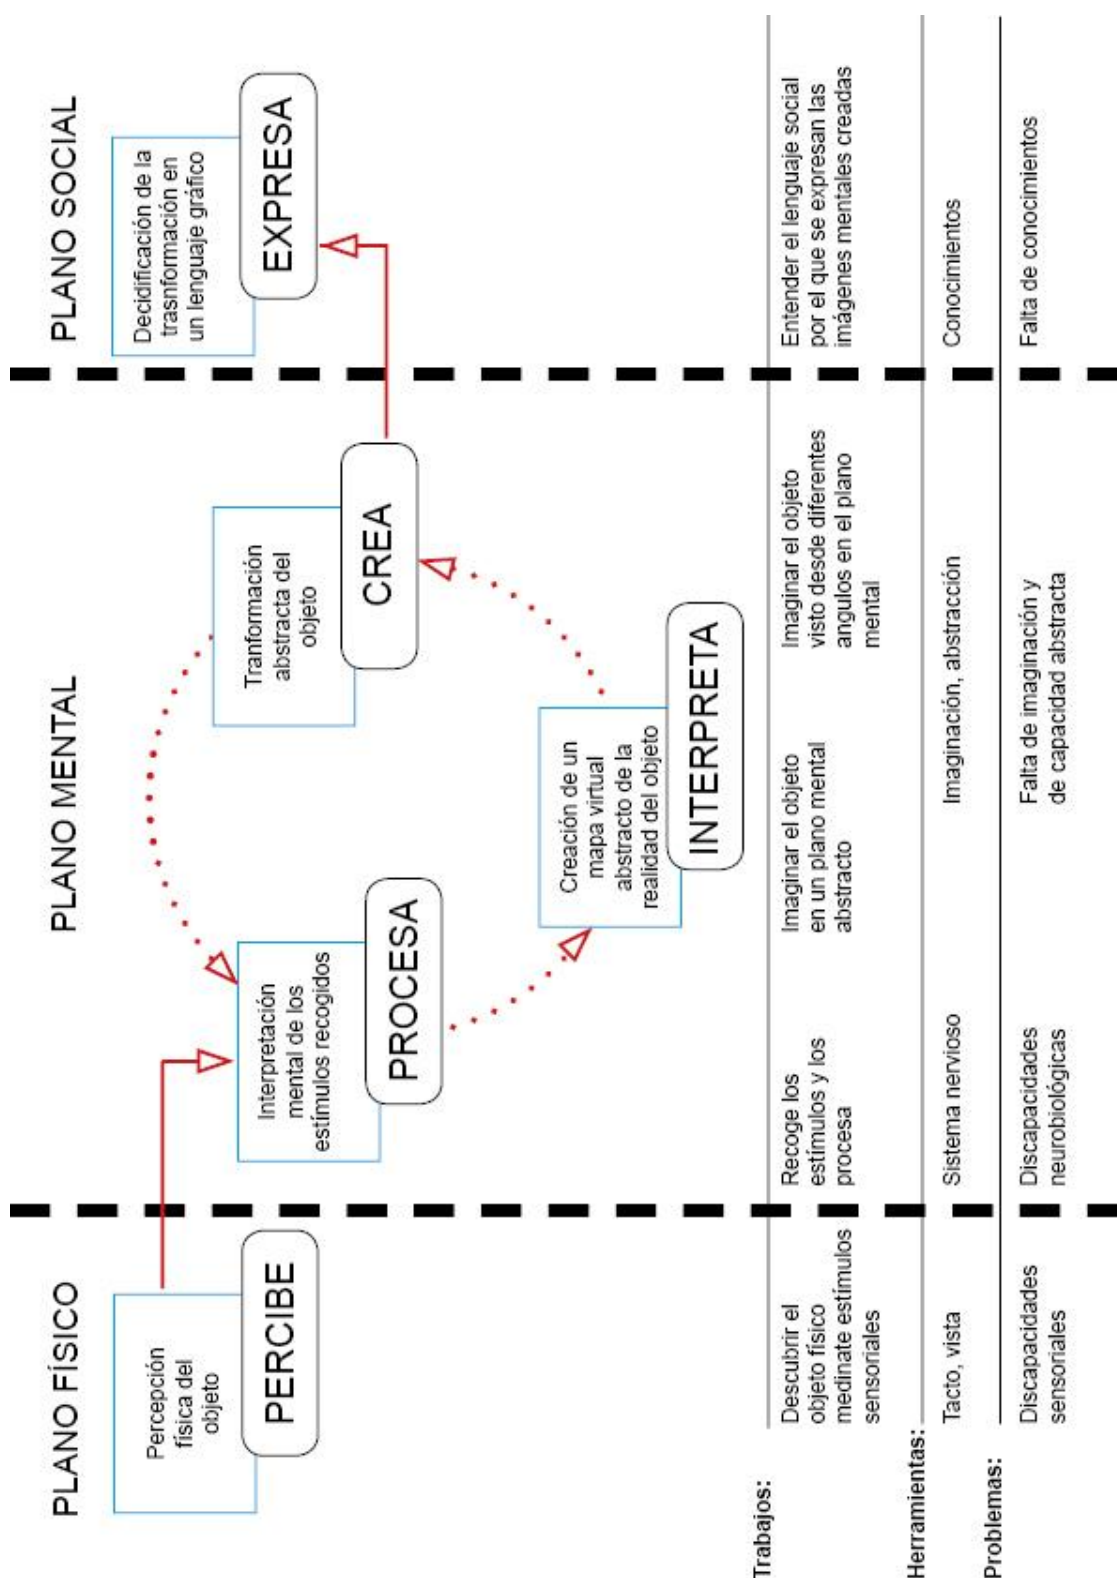 PLANO FÍSICO
PLANO MENTAL
PLANO SOCIAL
Percepción
física del
objeto
PERCIBE
Interpretación
mental de los
estímulos recogidos
PROCESA
Creación de un
mapa virtual
abstracto de la
realidad del objeto
INTERPRETA
Tranformación
abstracta del
objeto
CREA
Decidificación de la
trasnformación en
un lenguaje gráfico
EXPRESA
Trabajos:
Descubrir el
objeto físico
medinate estímulos
sensoriales
Recoge los
estímulos y los
procesa
Imaginar el objeto
en un plano mental
abstracto
Imaginar el objeto
visto desde diferentes
angulos en el plano
mental
Entender el lenguaje social
por el que se expresan las
imágenes mentales creadas
Herramientas:
Tacto, vista
Sistema nervioso
Imaginación, abstracción
Conocimientos
Problemas:
Discapacidades
sensoriales
Discapacidades
neurobiológicas
Falta de imaginación y
de capacidad abstracta
Falta de conocimientos